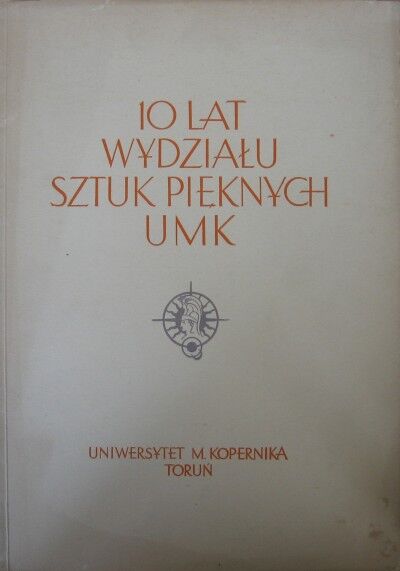 10 LAT
WYDZIAŁU
SZTUK PIĘKNYCH
UMK
UNIWERSYTET M. KOPERNIKA
TORUŃ